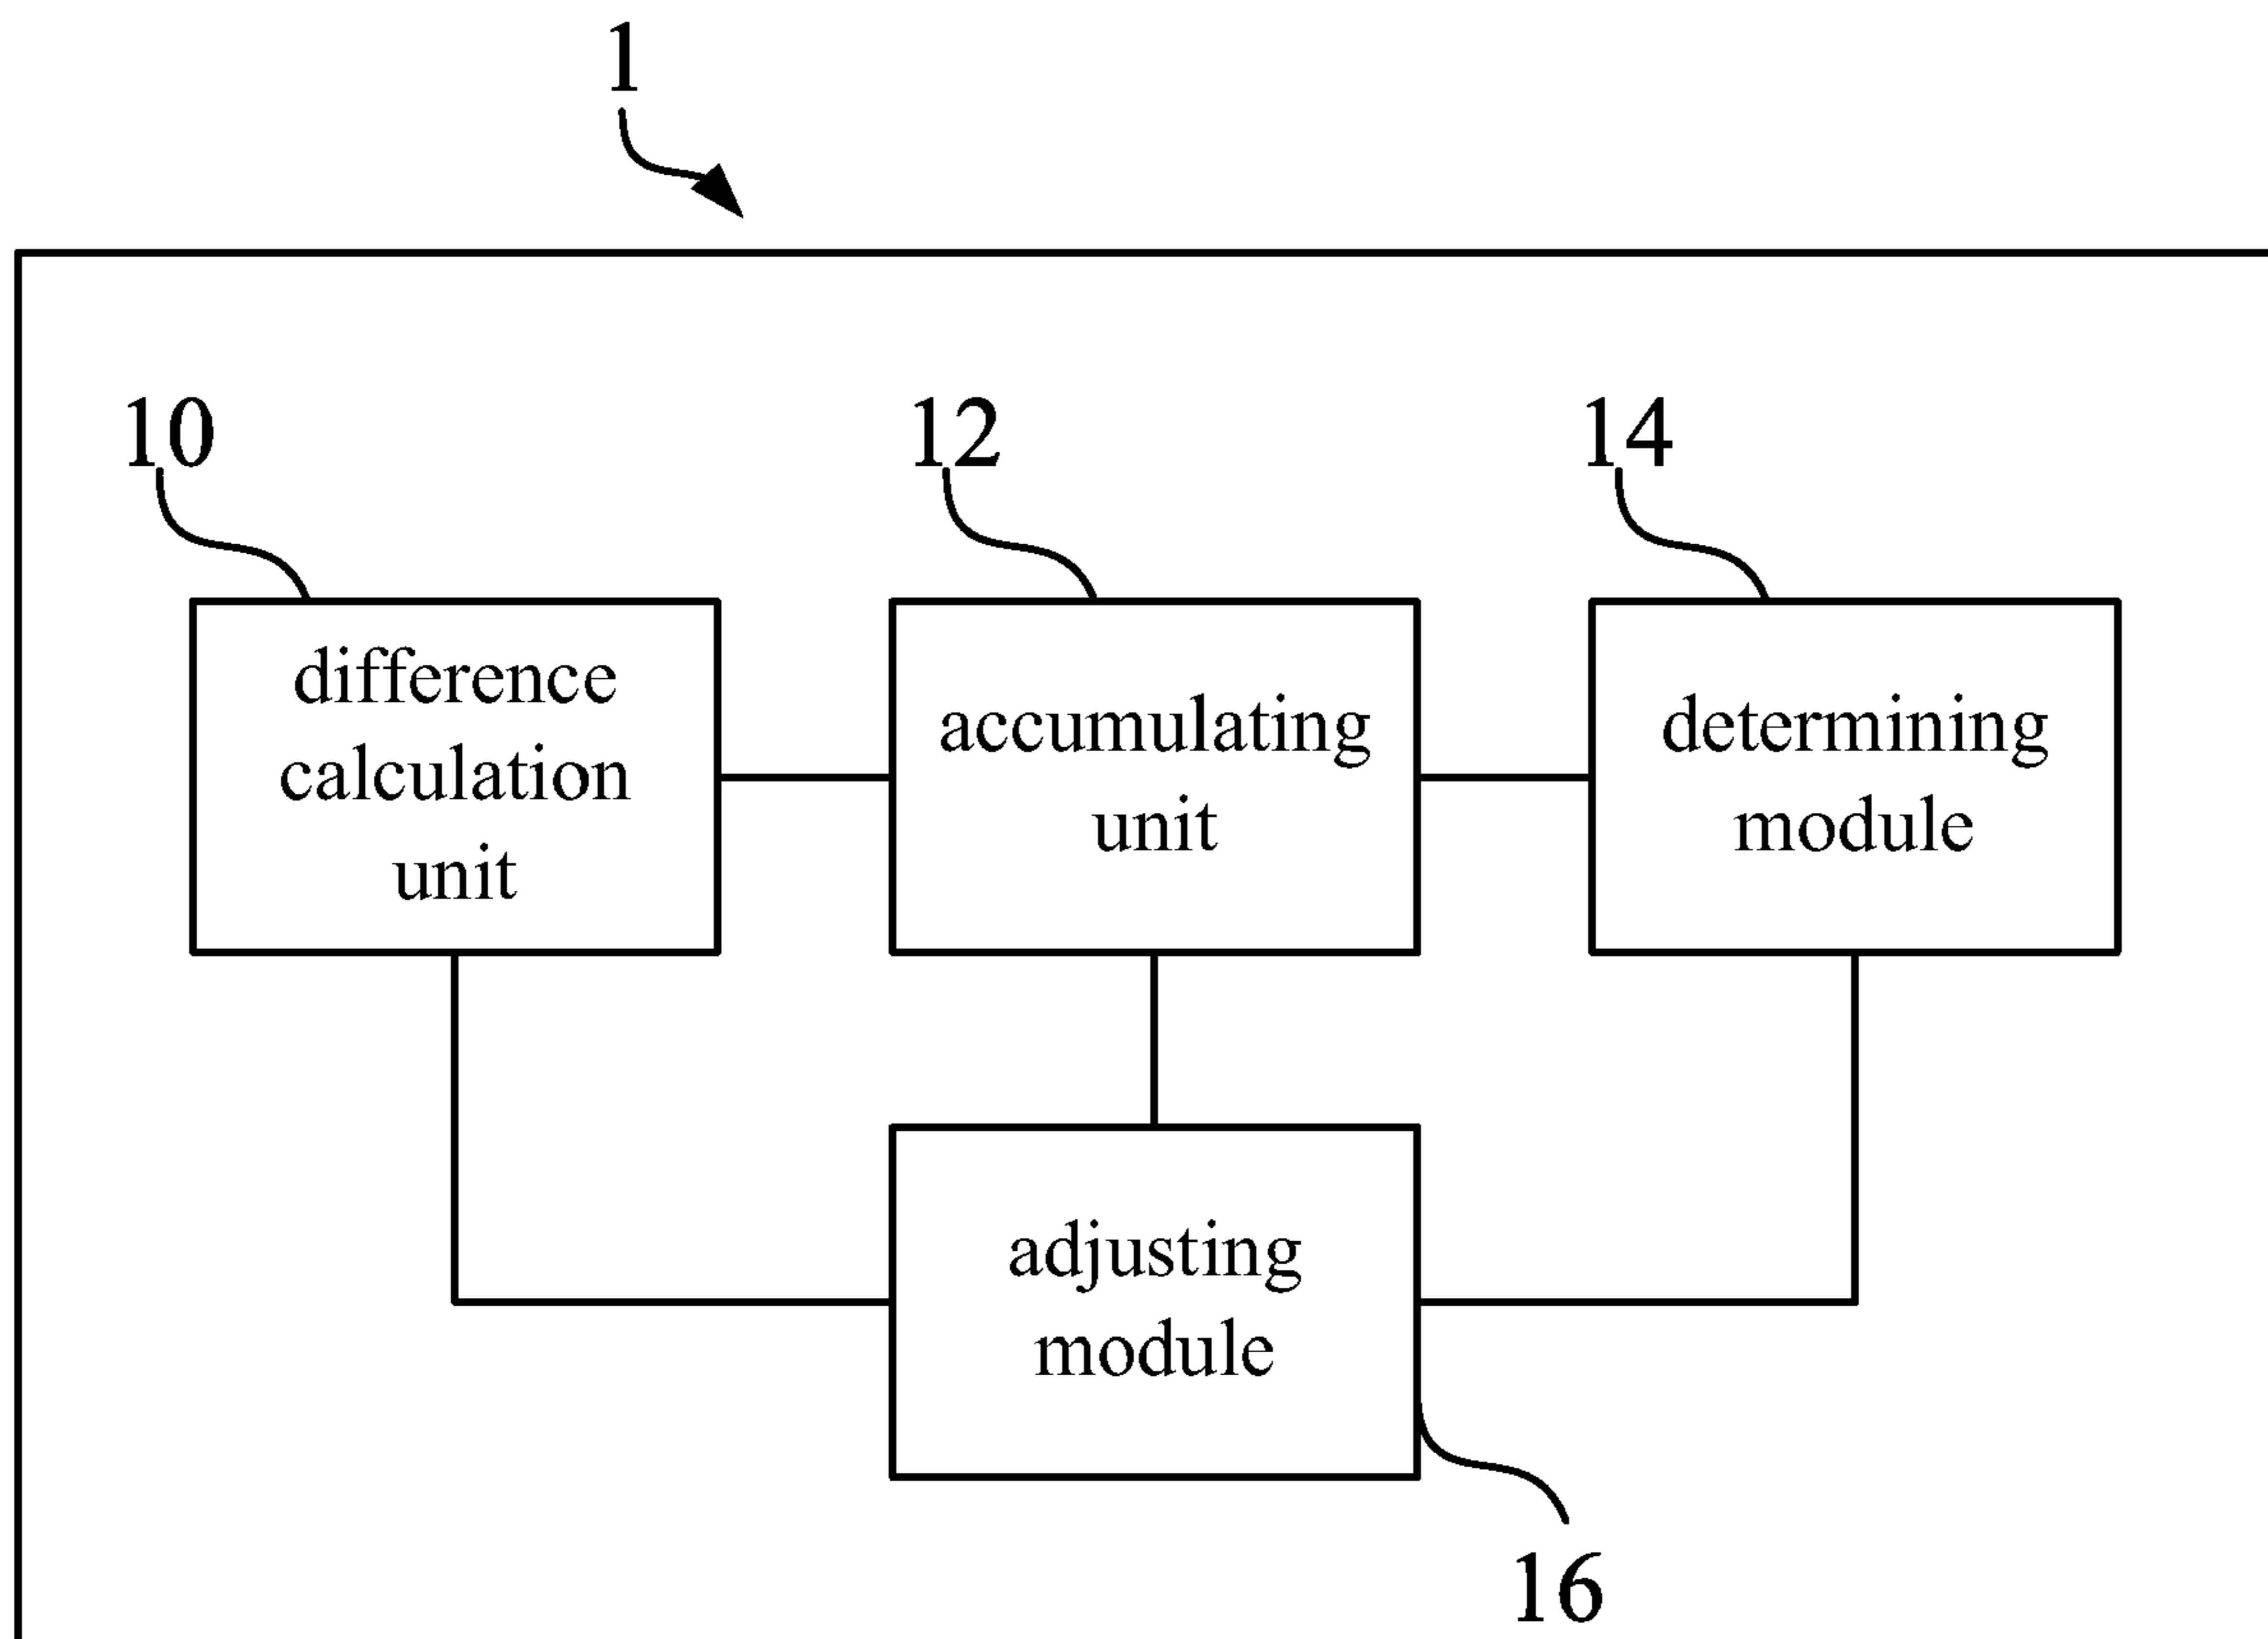 1
10
12
14
difference
calculation
unit
accumulating
unit
determining
module
adjusting
module
16